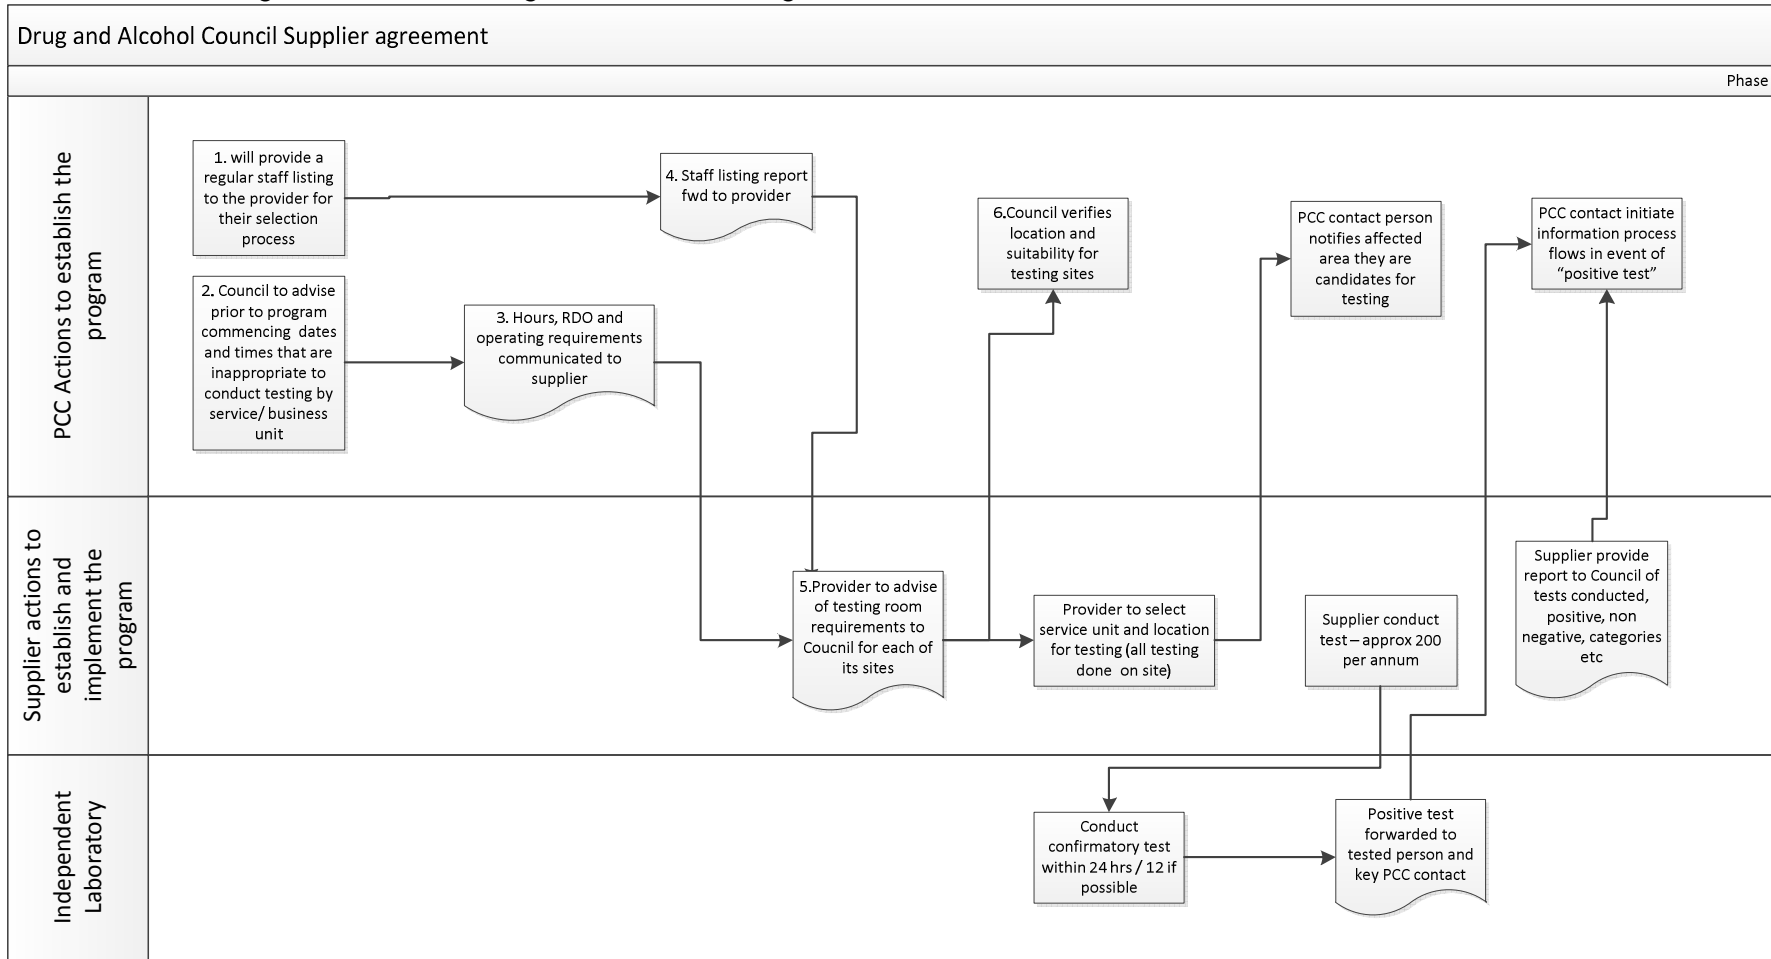 Drug and Alcohol Council Supplier agreement
Phase
PCC Actions to establish the
program
1. will provide a
regular staff listing
to the provider for
their selection
process
2. Council to advise
prior to program
commencing dates
and times that are
inappropriate to
conduct testing by
service/ business
unit
3. Hours, RDO and
operating requirements
communicated to
supplier
4. Staff listing report
fwd to provider
6.Council verifies
location and
suitability for
testing sites
PCC contact person
notifies affected
area they are
candidates for
testing
PCC contact initiate
information process
flows in event of
“positive test”
Supplier actions to
establish and
implement the
program
5.Provider to advise
of testing room
requirements to
Coucnil for each of
its sites
Provider to select
service unit and location
for testing (all testing
done on site)
Supplier conduct
test – approx 200
per annum
Supplier provide
report to Council of
tests conducted,
positive, non
negative, categories
etc
Independent
Laboratory
Conduct
confirmatory test
within 24 hrs / 12 if
possible
Positive test
forwarded to
tested person and
key PCC contact